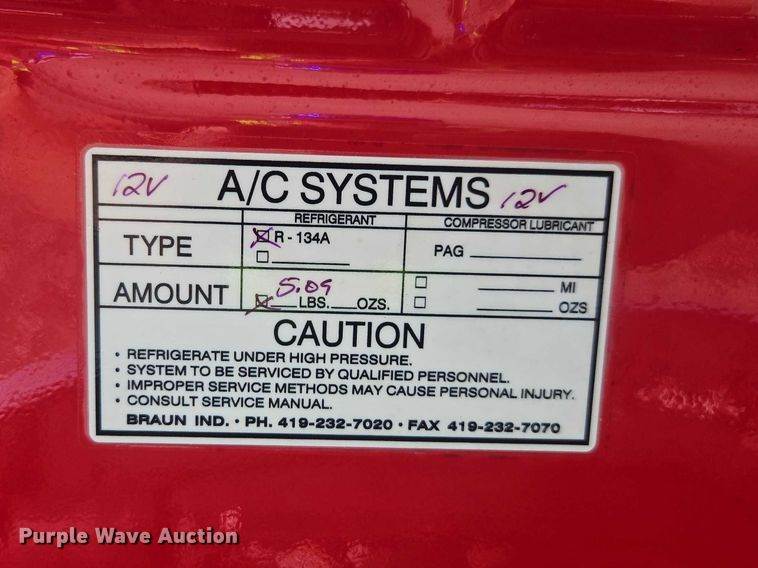 12V A/C SYSTEMS 12V
REFRIGERANT COMPRESSOR LUBRICANT
TYPE R - 134A PAG
AMOUNT 5.09 LBS. OZS. MI
OZS
CAUTION
• REFRIGERATE UNDER HIGH PRESSURE.
• SYSTEM TO BE SERVICED BY QUALIFIED PERSONNEL.
• IMPROPER SERVICE METHODS MAY CAUSE PERSONAL INJURY.
• CONSULT SERVICE MANUAL.
BRAUN IND. • PH. 419-232-7020 • FAX 419-232-7070
Purple Wave Auction